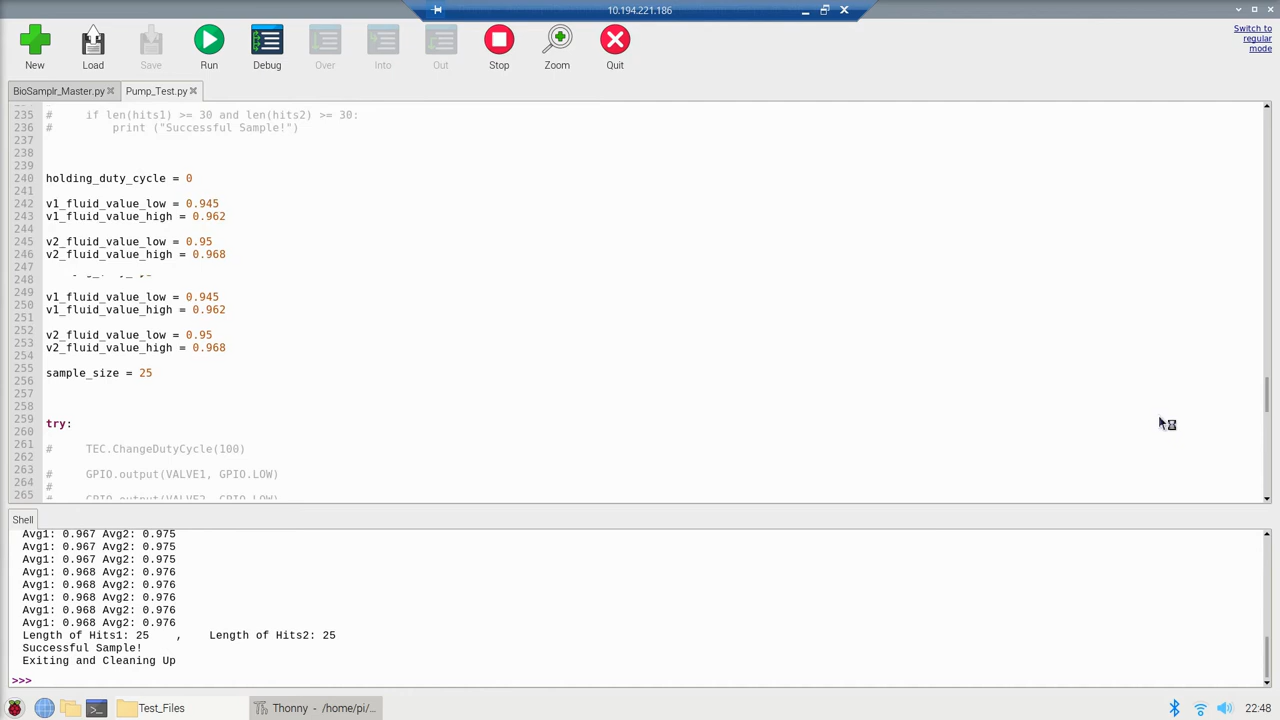 10.194.221.186
Switch to
regular
mode
New Load Save Run Debug Over Into Out Stop Zoom Quit
BioSamplr_Master.py Pump_Test.py
235 #     if len(hits1) >= 30 and len(hits2) >= 30:
236 #         print ("Successful Sample!")
237
238
239
240 holding_duty_cycle = 0
241
242 v1_fluid_value_low = 0.945
243 v1_fluid_value_high = 0.962
244
245 v2_fluid_value_low = 0.95
246 v2_fluid_value_high = 0.968
247
248
249 v1_fluid_value_low = 0.945
250 v1_fluid_value_high = 0.962
251
252 v2_fluid_value_low = 0.95
253 v2_fluid_value_high = 0.968
254
255 sample_size = 25
256
257
258
259 try:
260
261 #     TEC.ChangeDutyCycle(100)
262
263 #     GPIO.output(VALVE1, GPIO.LOW)
264 #
265 #     GPIO.output(VALVE2, GPIO.LOW)
Shell
Avg1: 0.967 Avg2: 0.975
Avg1: 0.967 Avg2: 0.975
Avg1: 0.967 Avg2: 0.975
Avg1: 0.968 Avg2: 0.976
Avg1: 0.968 Avg2: 0.976
Avg1: 0.968 Avg2: 0.976
Avg1: 0.968 Avg2: 0.976
Avg1: 0.968 Avg2: 0.976
Length of Hits1: 25    ,    Length of Hits2: 25
Successful Sample!
Exiting and Cleaning Up
>>>
Test_Files Thonny - /home/pi/... 22:48